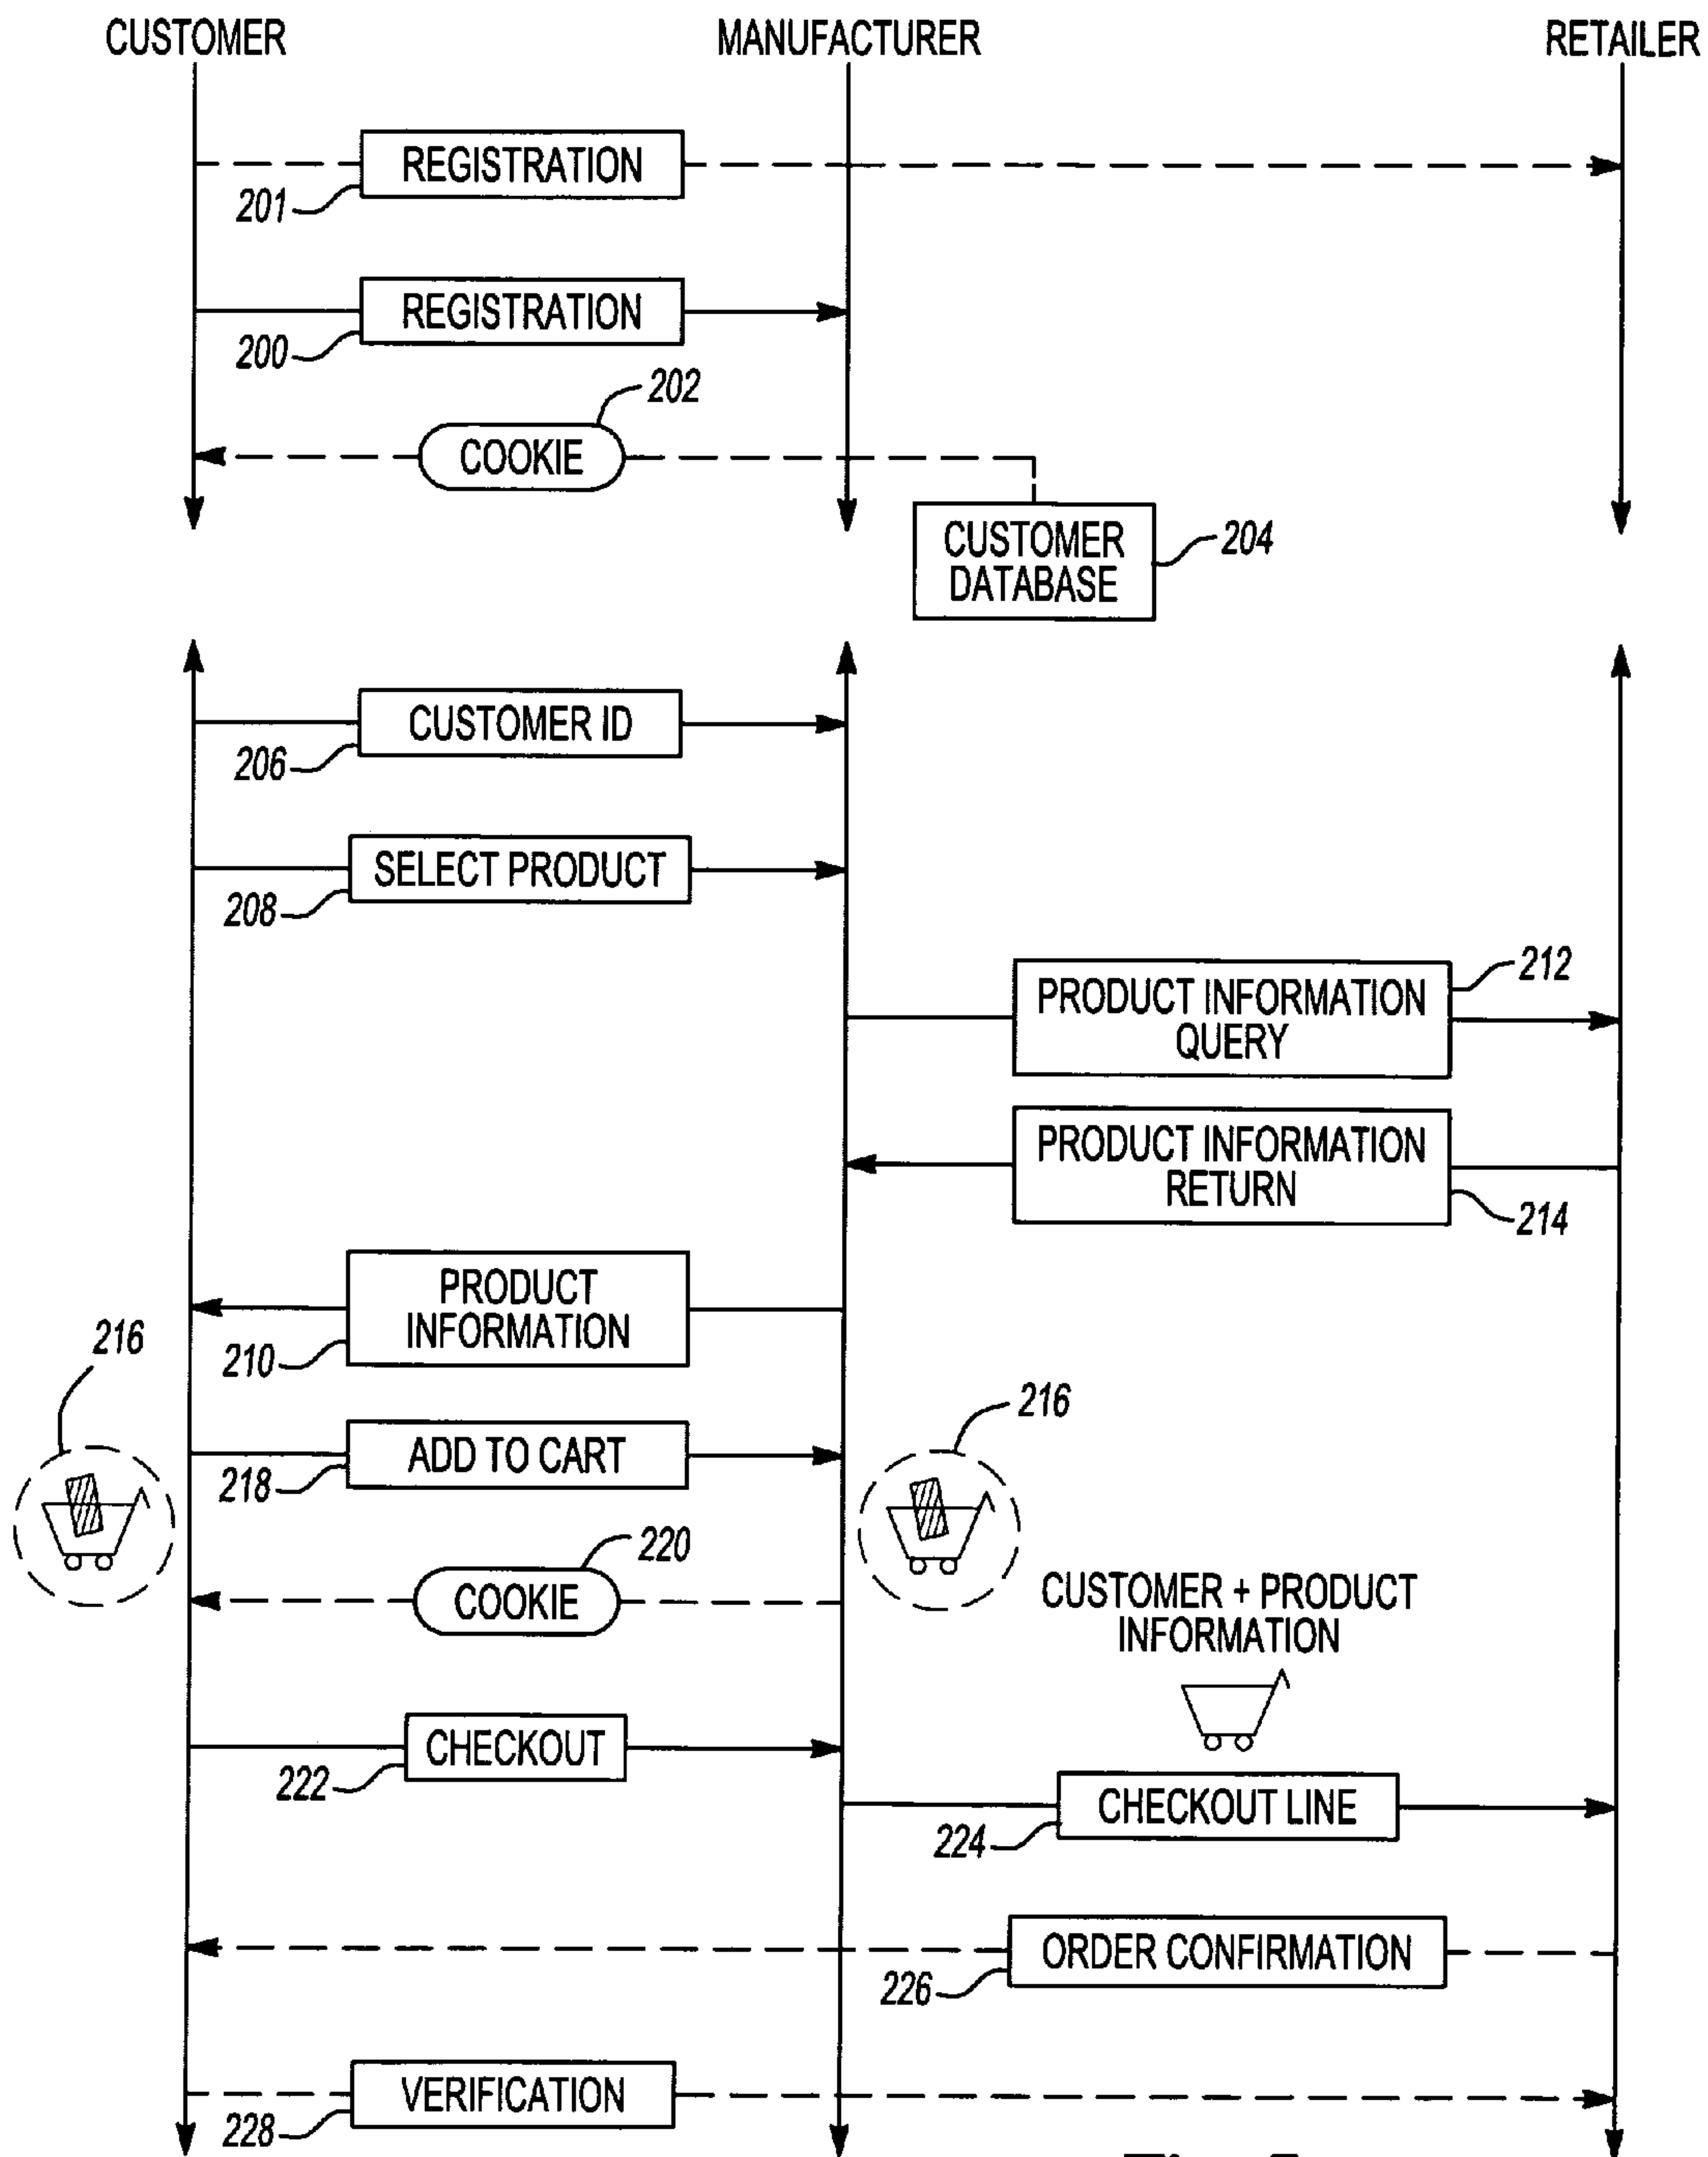 CUSTOMER
MANUFACTURER
RETAILER
REGISTRATION
201
REGISTRATION
200
202
COOKIE
CUSTOMER
DATABASE
204
CUSTOMER ID
206
SELECT PRODUCT
208
212
PRODUCT INFORMATION
QUERY
PRODUCT INFORMATION
RETURN
214
PRODUCT
INFORMATION
210
216
216
ADD TO CART
218
220
COOKIE
CUSTOMER + PRODUCT
INFORMATION
CHECKOUT
222
CHECKOUT LINE
224
ORDER CONFIRMATION
226
VERIFICATION
228